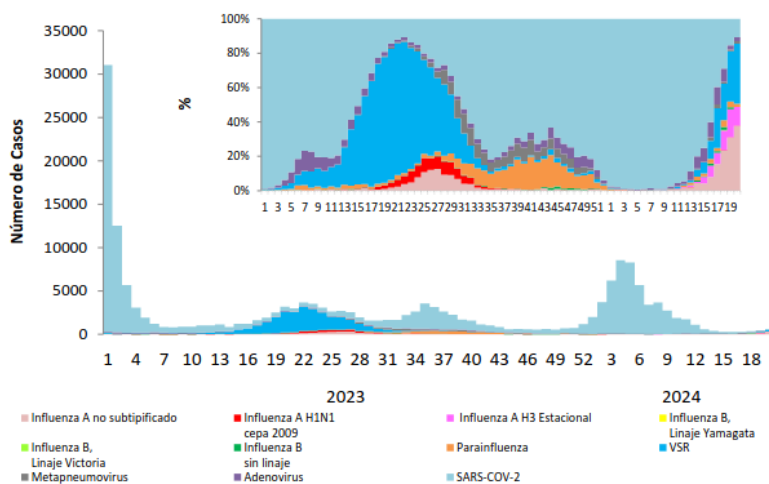 100%
80%
60%
40%
20%
0%
%
1 3 5 7 9 11 13 15 17 19 21 23 25 27 29 31 33 35 37 39 41 43 45 47 49 51 1 3 5 7 9 11 13 15 17 19
Número de Casos
35000
30000
25000
20000
15000
10000
5000
0
1 4 7 10 13 16 19 22 25 28 31 34 37 40 43 46 49 52 3 6 9 12 15 18
2023 2024
Influenza A no subtipificado
Influenza A H1N1
cepa 2009
Influenza A H3 Estacional
Influenza B,
Linaje Yamagata
Influenza B,
Linaje Victoria
Influenza B
sin linaje
Parainfluenza
VSR
Metapneumovirus
Adenovirus
SARS-COV-2